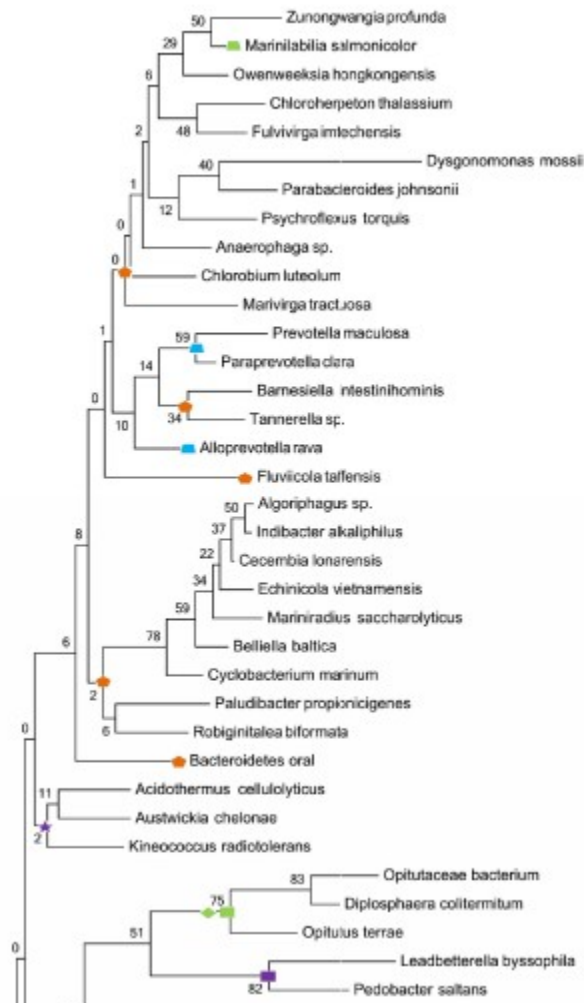 50 Zunongwangia profunda
29 Marinilabilia salmonicolor
6 Owenweeksia hongkongensis
Chloroherpeton thalassium
2 48 Fulvivirga imtechensis
40 Dysgonomonas mossii
1 Parabacteroides johnsonii
12 Psychroflexus torquis
0 Anaerophaga sp.
0 Chlorobium luteolum
Marivirga tractuosa
1 59 Prevotella maculosa
14 Paraprevotella clara
Barnesiella intestinihominis
0 10 34 Tannerella sp.
Alloprevotella rava
Fluviicola taffensis
50 Algoriphagus sp.
37 Indibacter alkaliphilus
8 22 Cecembia lonarensis
34 Echinicola vietnamensis
59 Mariniradius saccharolyticus
6 78 Belliella baltica
2 Cyclobacterium marinum
Paludibacter propionicigenes
0 6 Robiginitalea biformata
Bacteroidetes oral
11 Acidothermus cellulolyticus
Austwickia chelonae
2 Kineococcus radiotolerans
83 Opitutaceae bacterium
75 Diplosphaera colitermitum
Opitutus terrae
0 51 Leadbetterella byssophila
82 Pedobacter saltans